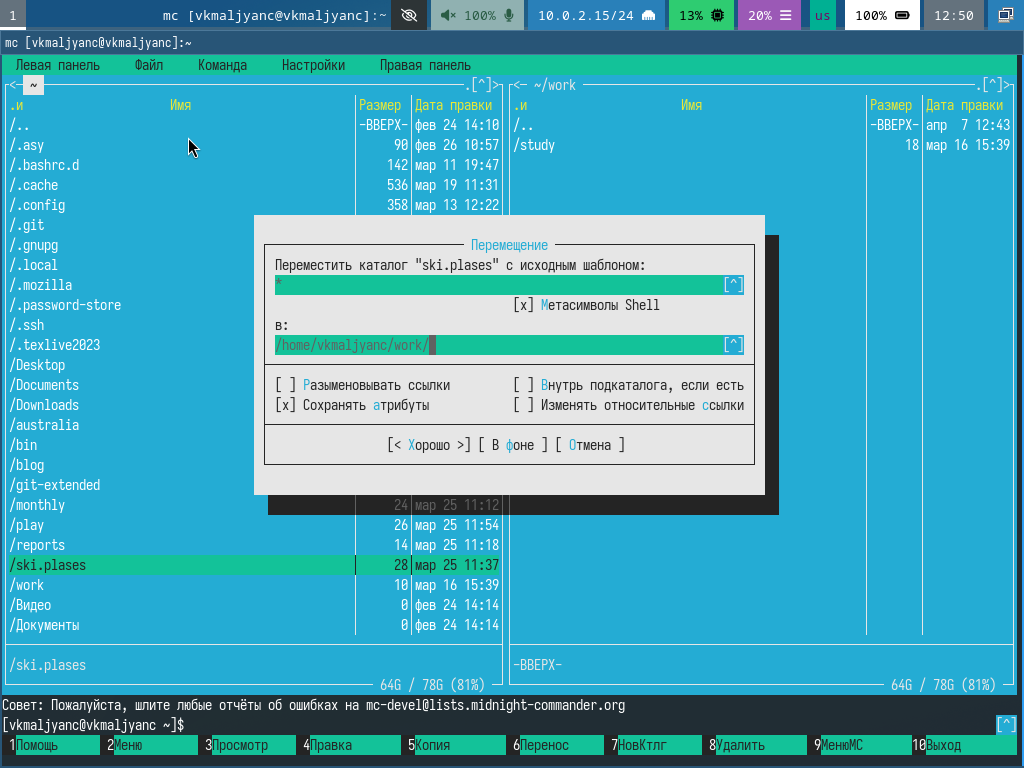 1 mc [vkmaljyanc@vkmaljyanc]:~ 100% 10.0.2.15/24 13% 20% us 100% 12:50
mc [vkmaljyanc@vkmaljyanc]:~
Левая панель Файл Команда Настройки Правая панель
<─ ~ .[^]> <─ ~/work .[^]>
.и Имя Размер Дата правки .и Имя Размер Дата правки
/.. -ВВЕРХ- фев 24 14:10 /.. -ВВЕРХ- апр 7 12:43
/.asy 90 фев 26 10:57 /study 18 мар 16 15:39
/.bashrc.d 142 мар 11 19:47
/.cache 536 мар 19 11:31
/.config 358 мар 13 12:22
/.git
/.gnupg
/.local
/.mozilla
/.password-store
/.ssh
/.texlive2023
/Desktop
/Documents
/Downloads
/australia
/bin
/blog
/git-extended
/monthly 24 мар 25 11:12
/play 26 мар 25 11:54
/reports 14 мар 25 11:18
/ski.plases 28 мар 25 11:37
/work 10 мар 16 15:39
/Видео 0 фев 24 14:14
/Документы 0 фев 24 14:14
Перемещение
Переместить каталог "ski.plases" с исходным шаблоном:
* [^]
[x] Метасимволы Shell
в:
/home/vkmaljyanc/work/ [^]
[ ] Разыменовывать ссылки [ ] Внутрь подкаталога, если есть
[x] Сохранять атрибуты [ ] Изменять относительные ссылки
[< Хорошо >] [ В фоне ] [ Отмена ]
/ski.plases -ВВЕРХ-
64G / 78G (81%) 64G / 78G (81%)
Совет: Пожалуйста, шлите любые отчёты об ошибках на mc-devel@lists.midnight-commander.org
[vkmaljyanc@vkmaljyanc ~]$ [^]
1Помощь 2Меню 3Просмотр 4Правка 5Копия 6Перенос 7НовКтлг 8Удалить 9МенюМС 10Выход